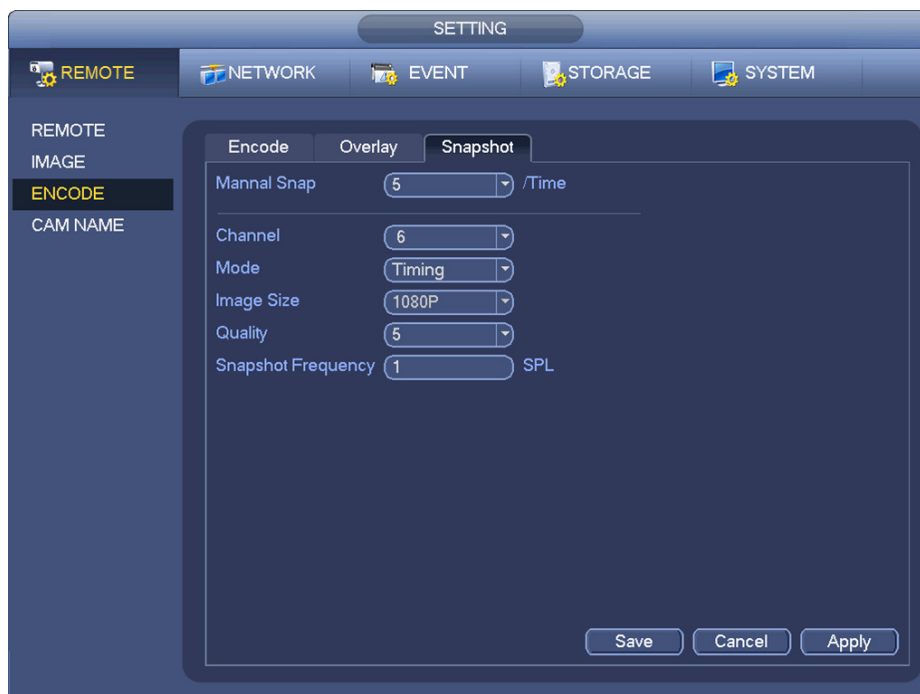 SETTING
REMOTE NETWORK EVENT STORAGE SYSTEM
REMOTE
IMAGE
ENCODE
CAM NAME
Encode Overlay Snapshot
Mannal Snap 5 /Time
Channel 6
Mode Timing
Image Size 1080P
Quality 5
Snapshot Frequency 1 SPL
Save Cancel Apply